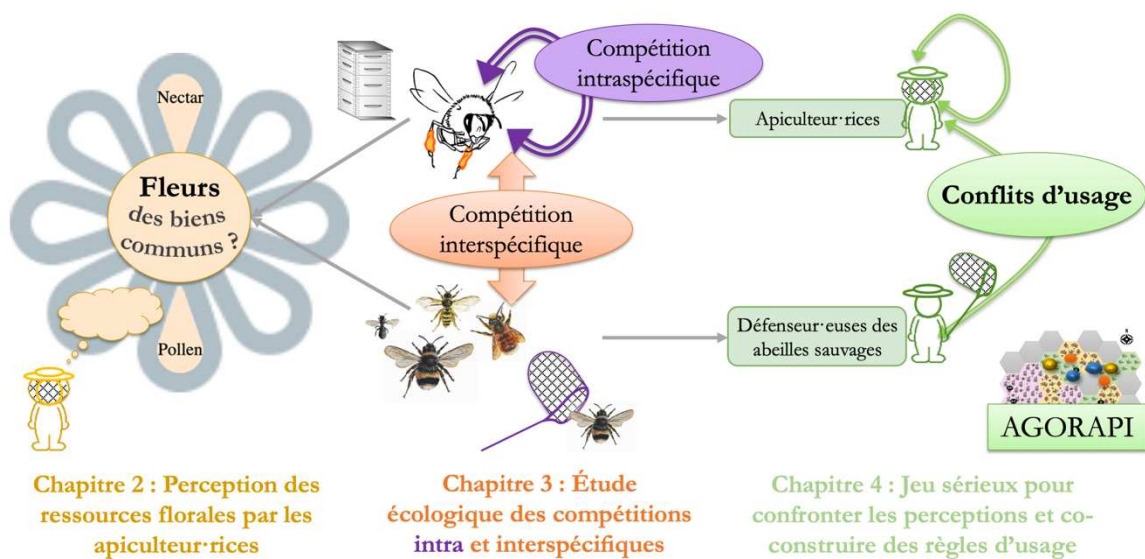 Nectar
Fleurs
des biens
communs ?
Pollen
Compétition
intraspécifique
Compétition
interspécifique
Apiculteur·rices
Conflits d'usage
Défenseur·euses des
abeilles sauvages
AGORAPI
Chapitre 2 : Perception des
ressources florales par les
apiculteur·rices
Chapitre 3 : Étude
écologique des compétitions
intra et interspécifiques
Chapitre 4 : Jeu sérieux pour
confronter les perceptions et co-
construire des règles d'usage